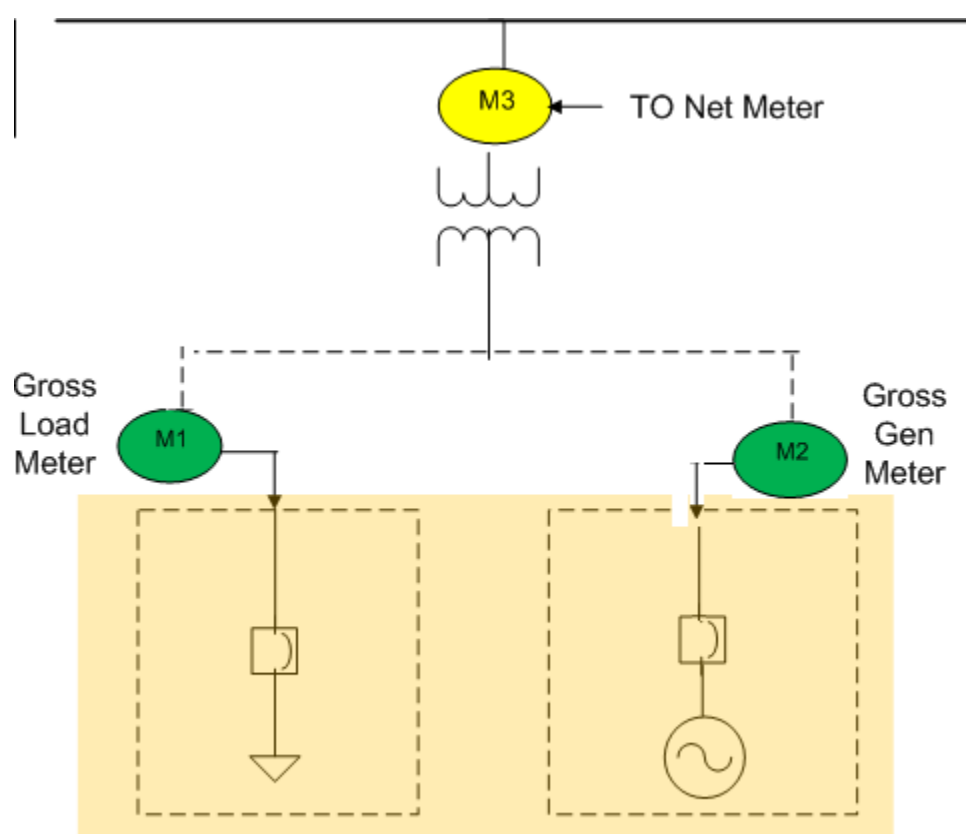 M3
TO Net Meter
Gross
Load
Meter
M1
M2
Gross
Gen
Meter